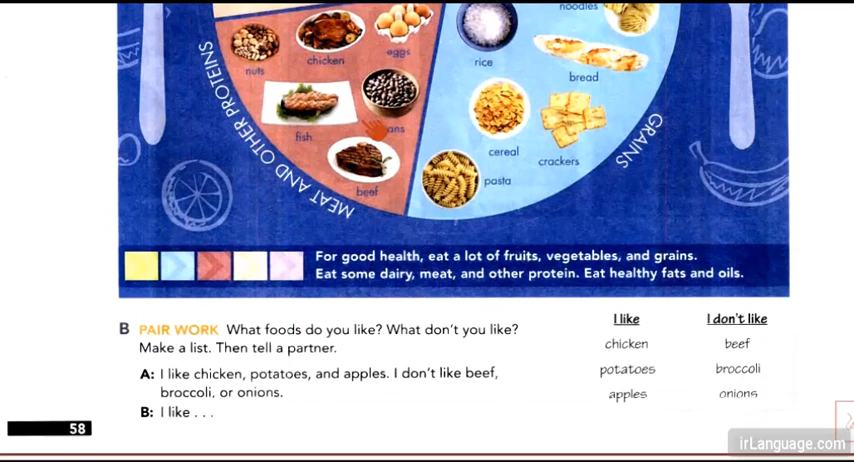 noodles
eggs
chicken
nuts
rice
bread
fish
cereal
crackers
beef
pasta
MEAT AND OTHER PROTEINS
GRAINS
For good health, eat a lot of fruits, vegetables, and grains.
Eat some dairy, meat, and other protein. Eat healthy fats and oils.
B PAIR WORK What foods do you like? What don't you like?
Make a list. Then tell a partner.
A: I like chicken, potatoes, and apples. I don't like beef,
broccoli, or onions.
B: I like . . .
I like I don't like
chicken beef
potatoes broccoli
apples onions
58
irLanguage.com